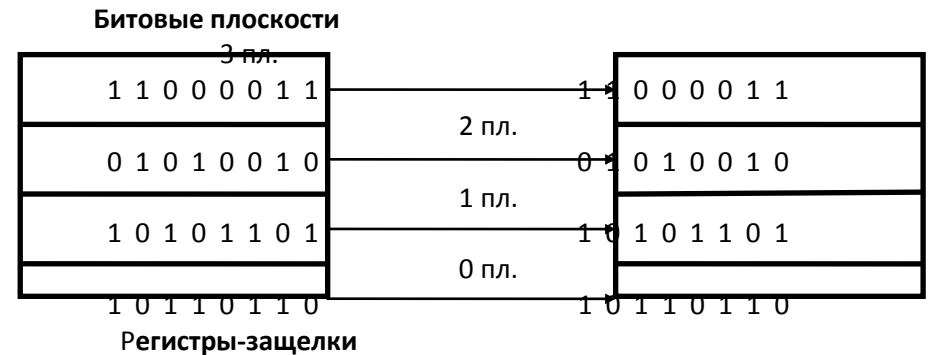 Битовые плоскости
3 пл.
1 1 0 0 0 0 1 1 1 1 0 0 0 0 1 1
2 пл.
0 1 0 1 0 0 1 0 0 1 0 1 0 0 1 0
1 пл.
1 0 1 0 1 1 0 1 1 0 1 0 1 1 0 1
0 пл.
1 0 1 1 0 1 1 0 1 0 1 1 0 1 1 0
Регистры-защелки